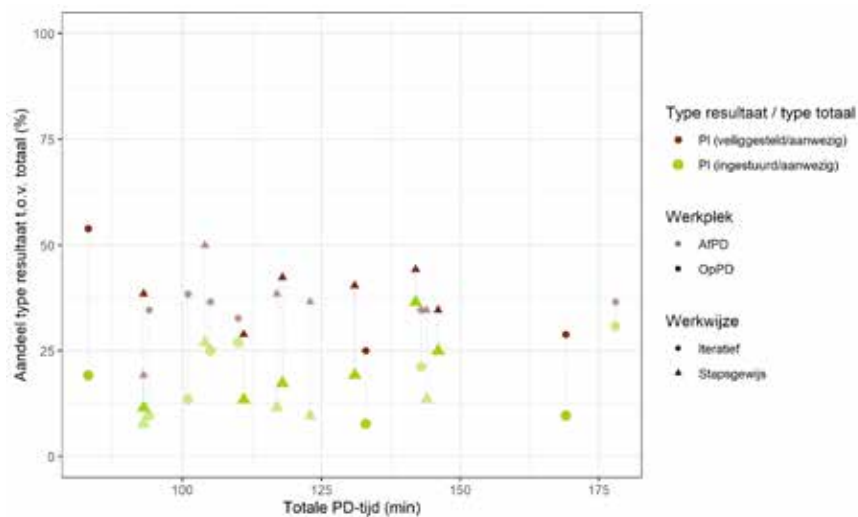 100
75
50
25
0
Aandeel type resultaat t.o.v. totaal (%)
100
125
150
175
Totale PD-tijd (min)
Type resultaat / type totaal
PI (veiliggesteld/aanwezig)
PI (ingestuurd/aanwezig)
Werkplek
AfPD
OpPD
Werkwijze
Iteratief
Stapsgewijs